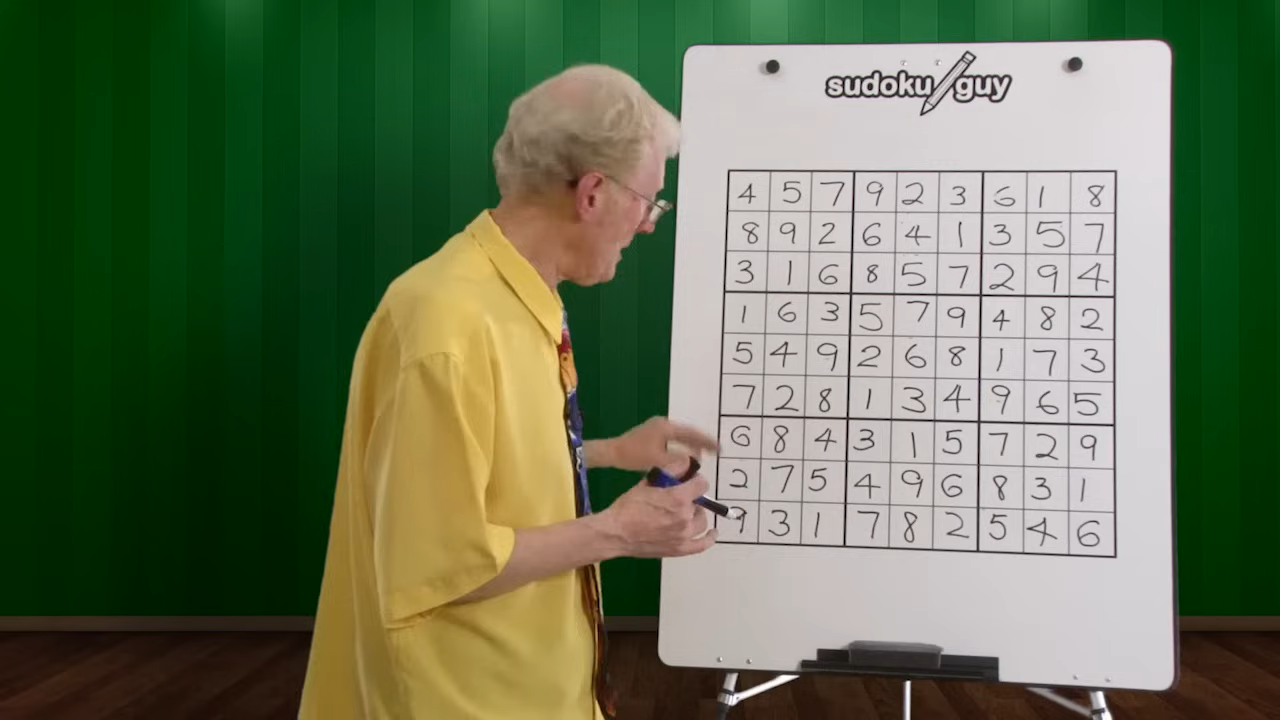 sudoku guy
4 5 7 9 2 3 6 1 8
8 9 2 6 4 1 3 5 7
3 1 6 8 5 7 2 9 4
1 6 3 5 7 9 4 8 2
5 4 9 2 6 8 1 7 3
7 2 8 1 3 4 9 6 5
6 8 4 3 1 5 7 2 9
2 7 5 4 9 6 8 3 1
9 3 1 7 8 2 5 4 6